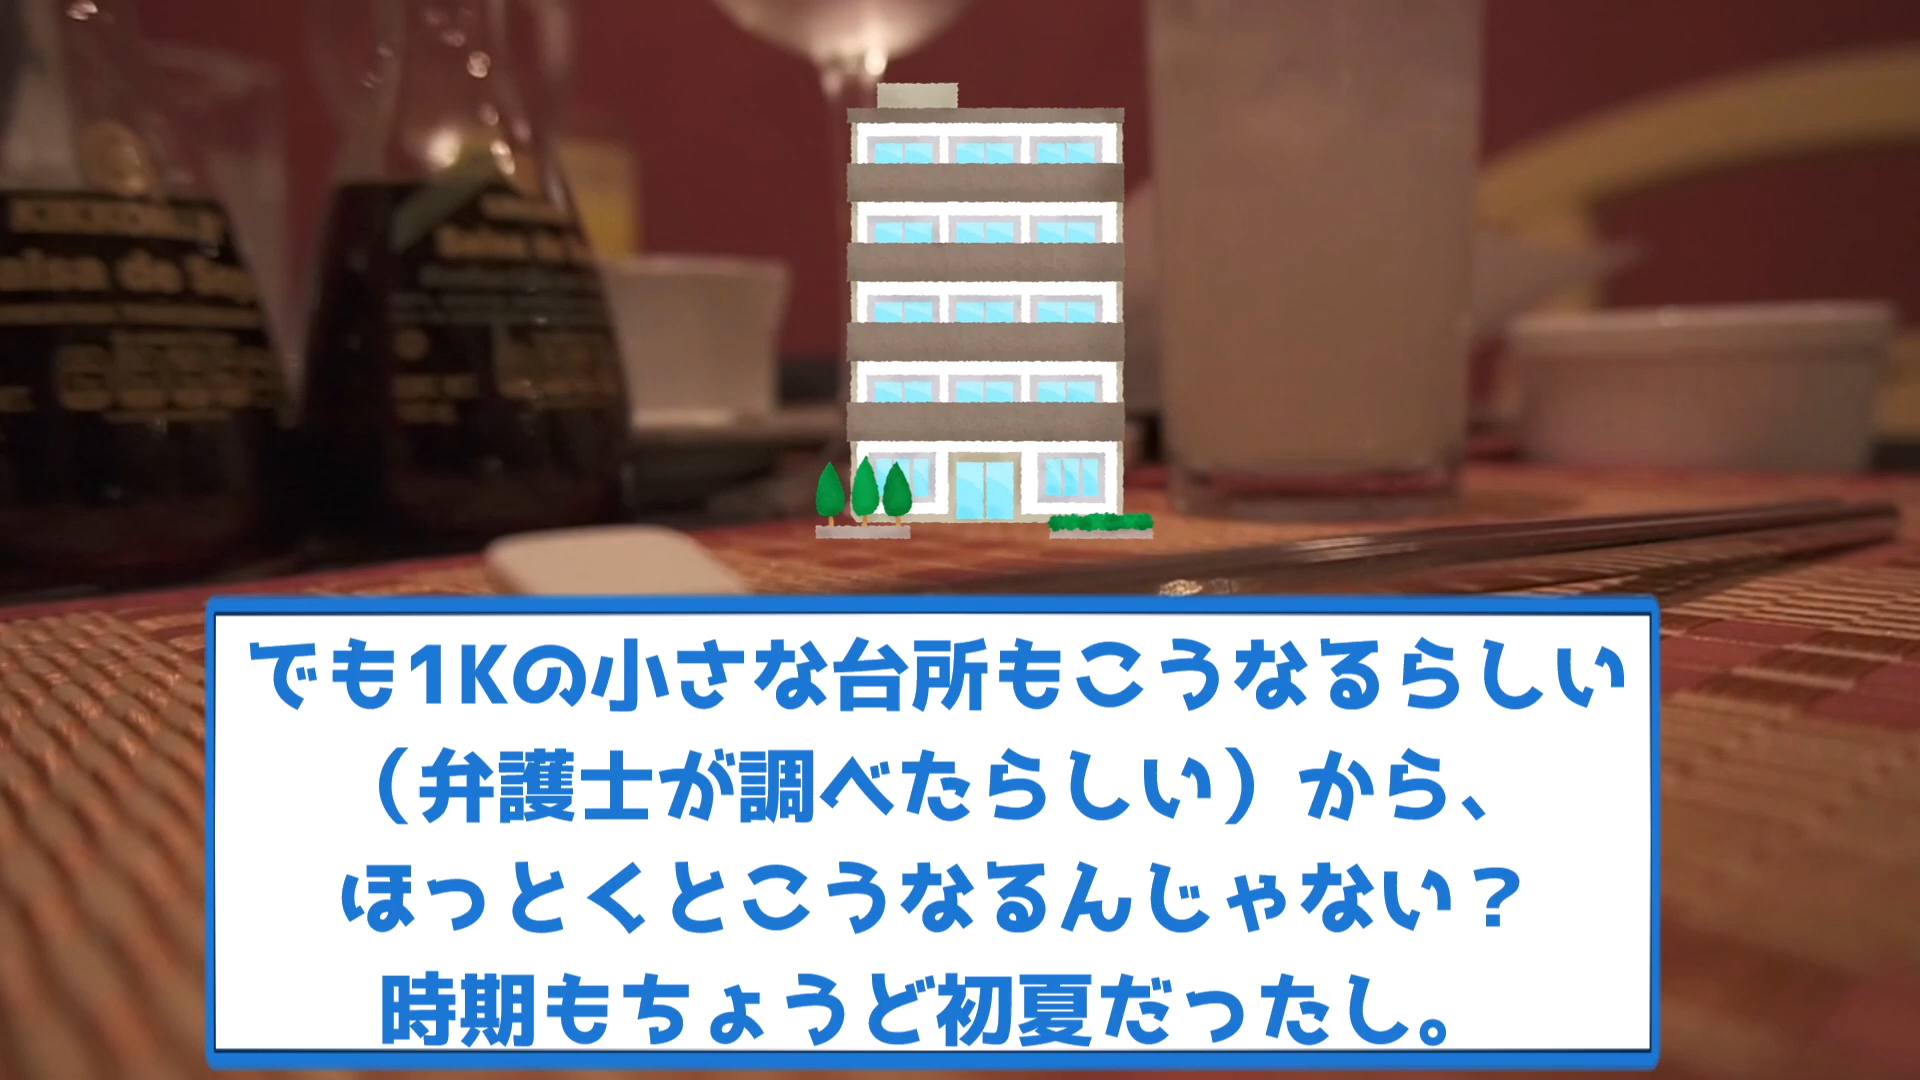 でも1Kの小さな台所もこうなるらしい
（弁護士が調べたらしい）から、
ほっとくとこうなるんじゃない？
時期もちょうど初夏だったし。